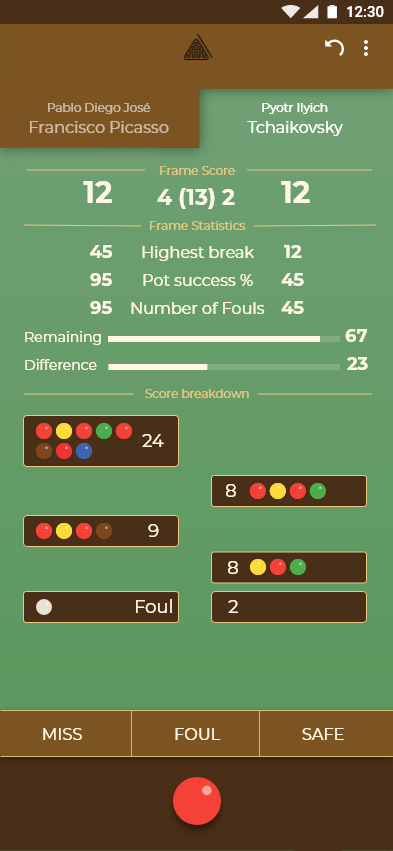 12:30
Pablo Diego José
Francisco Picasso
Pyotr Ilyich
Tchaikovsky
Frame Score
12 4 (13) 2 12
Frame Statistics
45 Highest break 12
95 Pot success % 45
95 Number of Fouls 45
Remaining 67
Difference 23
Score breakdown
24
8
9
8
Foul 2
MISS FOUL SAFE